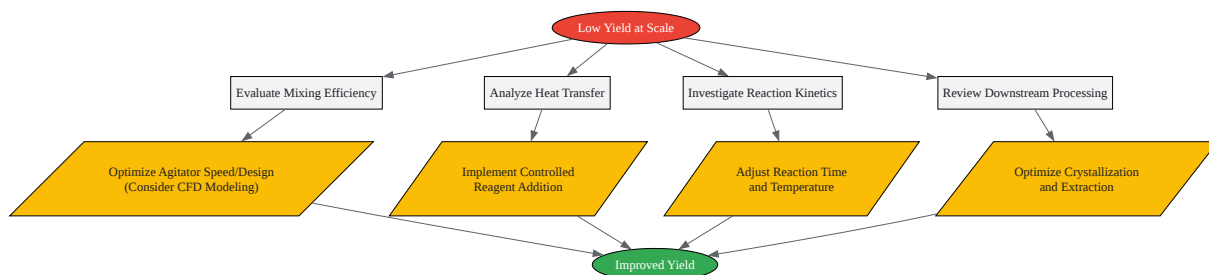 Low Yield at Scale
Evaluate Mixing Efficiency
Analyze Heat Transfer
Investigate Reaction Kinetics
Review Downstream Processing
Optimize Agitator Speed/Design
(Consider CFD Modeling)
Implement Controlled
Reagent Addition
Adjust Reaction Time
and Temperature
Optimize Crystallization
and Extraction
Improved Yield